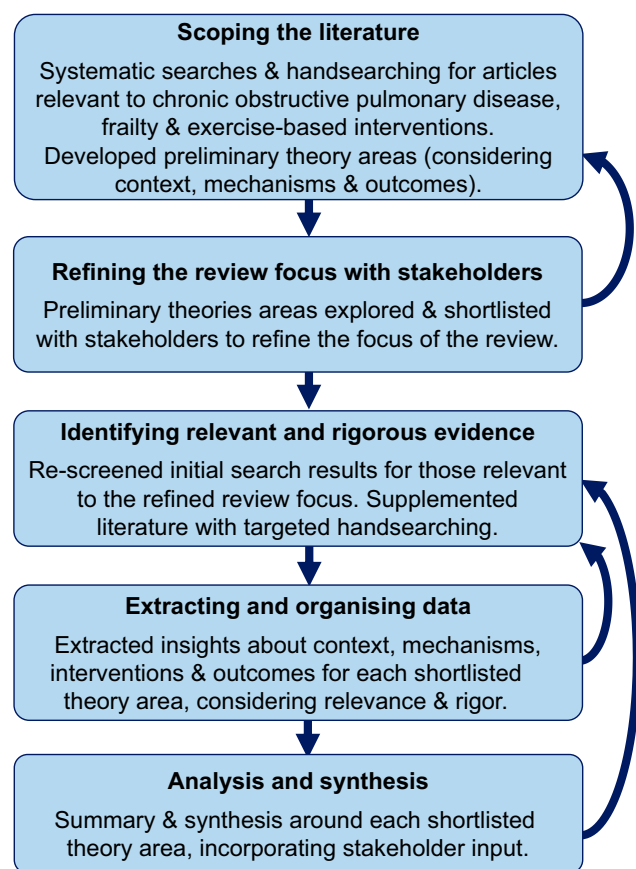 Scoping the literature
Systematic searches & handsearching for articles
relevant to chronic obstructive pulmonary disease,
frailty & exercise-based interventions.
Developed preliminary theory areas (considering
context, mechanisms & outcomes).
Refining the review focus with stakeholders
Preliminary theories areas explored & shortlisted
with stakeholders to refine the focus of the review.
Identifying relevant and rigorous evidence
Re-screened initial search results for those relevant
to the refined review focus. Supplemented
literature with targeted handsearching.
Extracting and organising data
Extracted insights about context, mechanisms,
interventions & outcomes for each shortlisted
theory area, considering relevance & rigor.
Analysis and synthesis
Summary & synthesis around each shortlisted
theory area, incorporating stakeholder input.